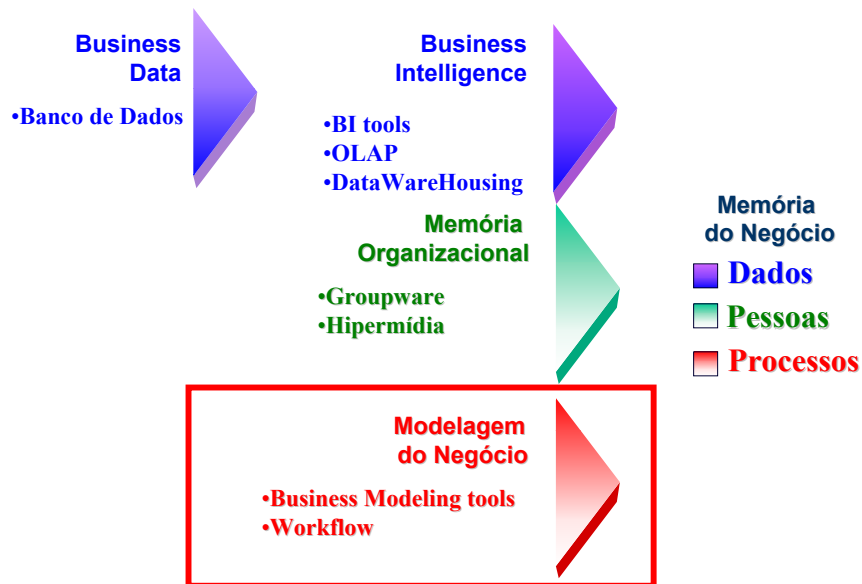 Business
Data
•Banco de Dados
Business
Intelligence
•BI tools
•OLAP
•DataWareHousing
Memória
Organizacional
•Groupware
•Hipermídia
Modelagem
do Negócio
•Business Modeling tools
•Workflow
Memória
do Negócio
Dados
Pessoas
Processos